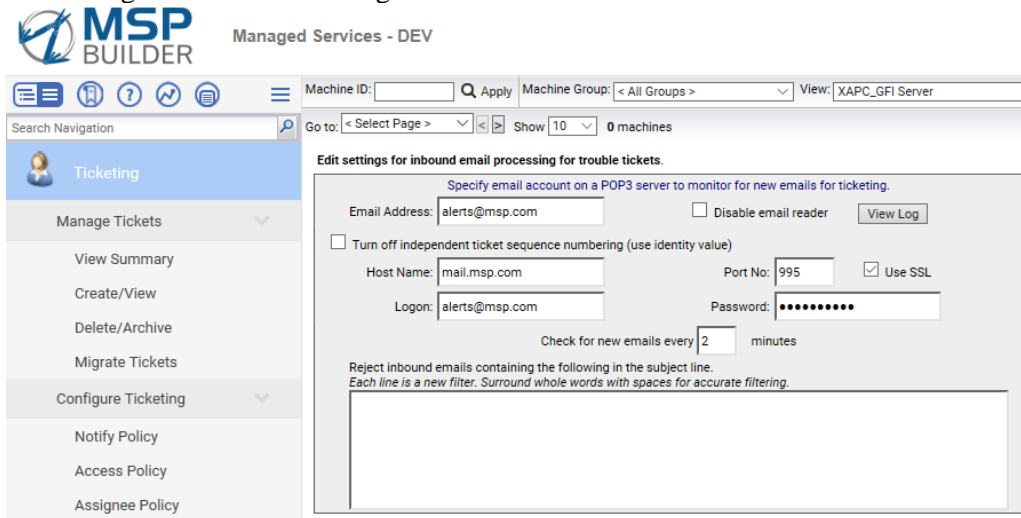 MSP
BUILDER
Managed Services - DEV
Machine ID: Apply Machine Group: < All Groups > View: XAPC_GFI Server
Search Navigation
Go to: < Select Page > < > Show 10 0 machines
Ticketing
Manage Tickets
View Summary
Create/View
Delete/Archive
Migrate Tickets
Configure Ticketing
Notify Policy
Access Policy
Assignee Policy
Edit settings for inbound email processing for trouble tickets.
Specify email account on a POP3 server to monitor for new emails for ticketing.
Email Address: alerts@msp.com Disable email reader View Log
Turn off independent ticket sequence numbering (use identity value)
Host Name: mail.msp.com Port No: 995 Use SSL
Logon: alerts@msp.com Password: ••••••••••
Check for new emails every 2 minutes
Reject inbound emails containing the following in the subject line.
Each line is a new filter. Surround whole words with spaces for accurate filtering.